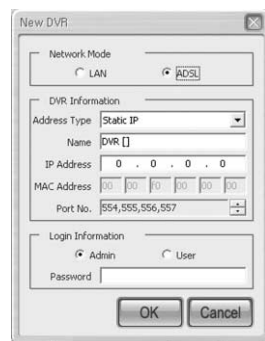 New DVR
Network Mode
LAN ADSL
DVR Information
Address Type Static IP
Name DVR []
IP Address 0 . 0 . 0 . 0
MAC Address 00 00 F0 00 00 00
Port No. 554,555,556,557
Login Information
Admin User
Password
OK Cancel